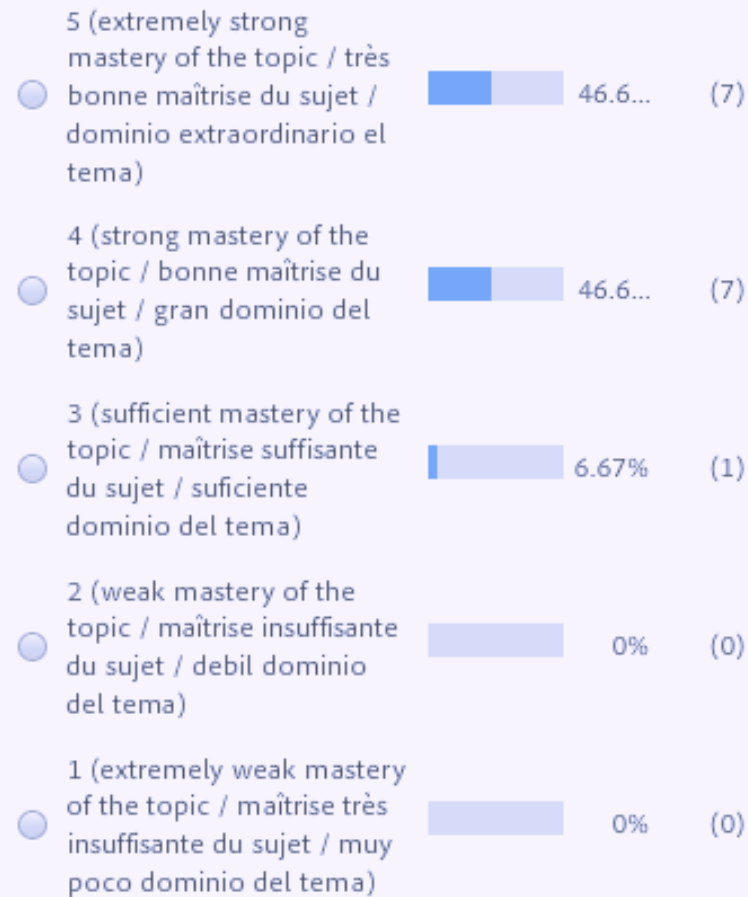 5 (extremely strong
mastery of the topic / très
bonne maîtrise du sujet /
dominio extraordinario el
tema)
46.6... (7)
4 (strong mastery of the
topic / bonne maîtrise du
sujet / gran dominio del
tema)
46.6... (7)
3 (sufficient mastery of the
topic / maîtrise suffisante
du sujet / suficiente
dominio del tema)
6.67% (1)
2 (weak mastery of the
topic / maîtrise insuffisante
du sujet / debil dominio
del tema)
0% (0)
1 (extremely weak mastery
of the topic / maîtrise très
insuffisante du sujet / muy
poco dominio del tema)
0% (0)